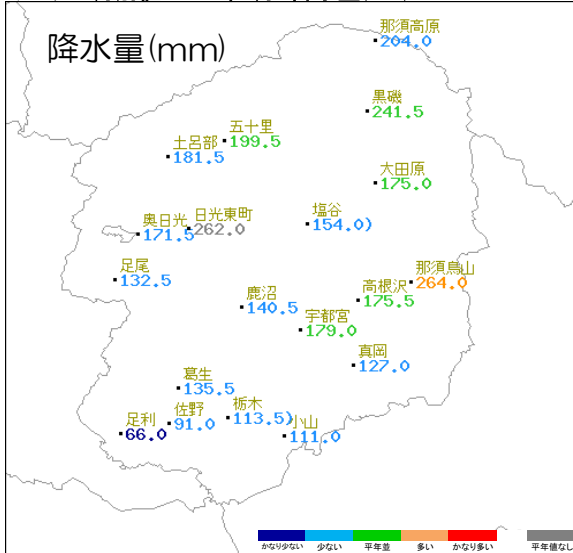 降水量(mm)
那須高原
204.0
黒磯
241.5
五十里
199.5
土呂部
181.5
大田原
175.0
塩谷
154.0)
日光東町
262.0
奥日光
171.5
足尾
132.5
那須烏山
264.0
高根沢
175.5
鹿沼
140.5
宇都宮
179.0
真岡
127.0
葛生
135.5
栃木
113.5)
佐野
91.0
足利
66.0
小山
111.0
かなり少ない 少ない 平年並 多い かなり多い 平年値なし